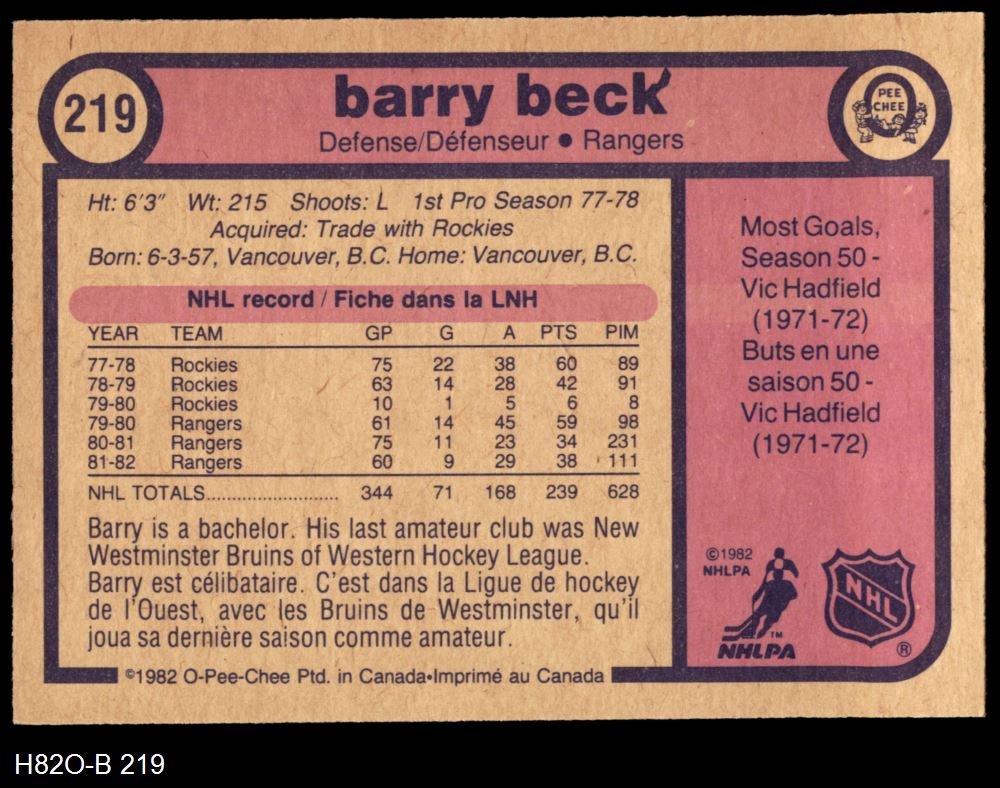 219
barry beck
Defense/Défenseur • Rangers
PEE
CHEE
Ht: 6'3" Wt: 215 Shoots: L 1st Pro Season 77-78
Acquired: Trade with Rockies
Born: 6-3-57, Vancouver, B.C. Home: Vancouver, B.C.
NHL record / Fiche dans la LNH
YEAR TEAM GP G A PTS PIM
77-78 Rockies 75 22 38 60 89
78-79 Rockies 63 14 28 42 91
79-80 Rockies 10 1 5 6 8
79-80 Rangers 61 14 45 59 98
80-81 Rangers 75 11 23 34 231
81-82 Rangers 60 9 29 38 111
NHL TOTALS........................ 344 71 168 239 628
Barry is a bachelor. His last amateur club was New
Westminster Bruins of Western Hockey League.
Barry est célibataire. C'est dans la Ligue de hockey
de l'Ouest, avec les Bruins de Westminster, qu'il
joua sa dernière saison comme amateur.
©1982 O-Pee-Chee Ptd. in Canada•Imprimé au Canada
Most Goals,
Season 50 -
Vic Hadfield
(1971-72)
Buts en une
saison 50 -
Vic Hadfield
(1971-72)
©1982
NHLPA
TM
NHLPA
NHL
®
H82O-B 219